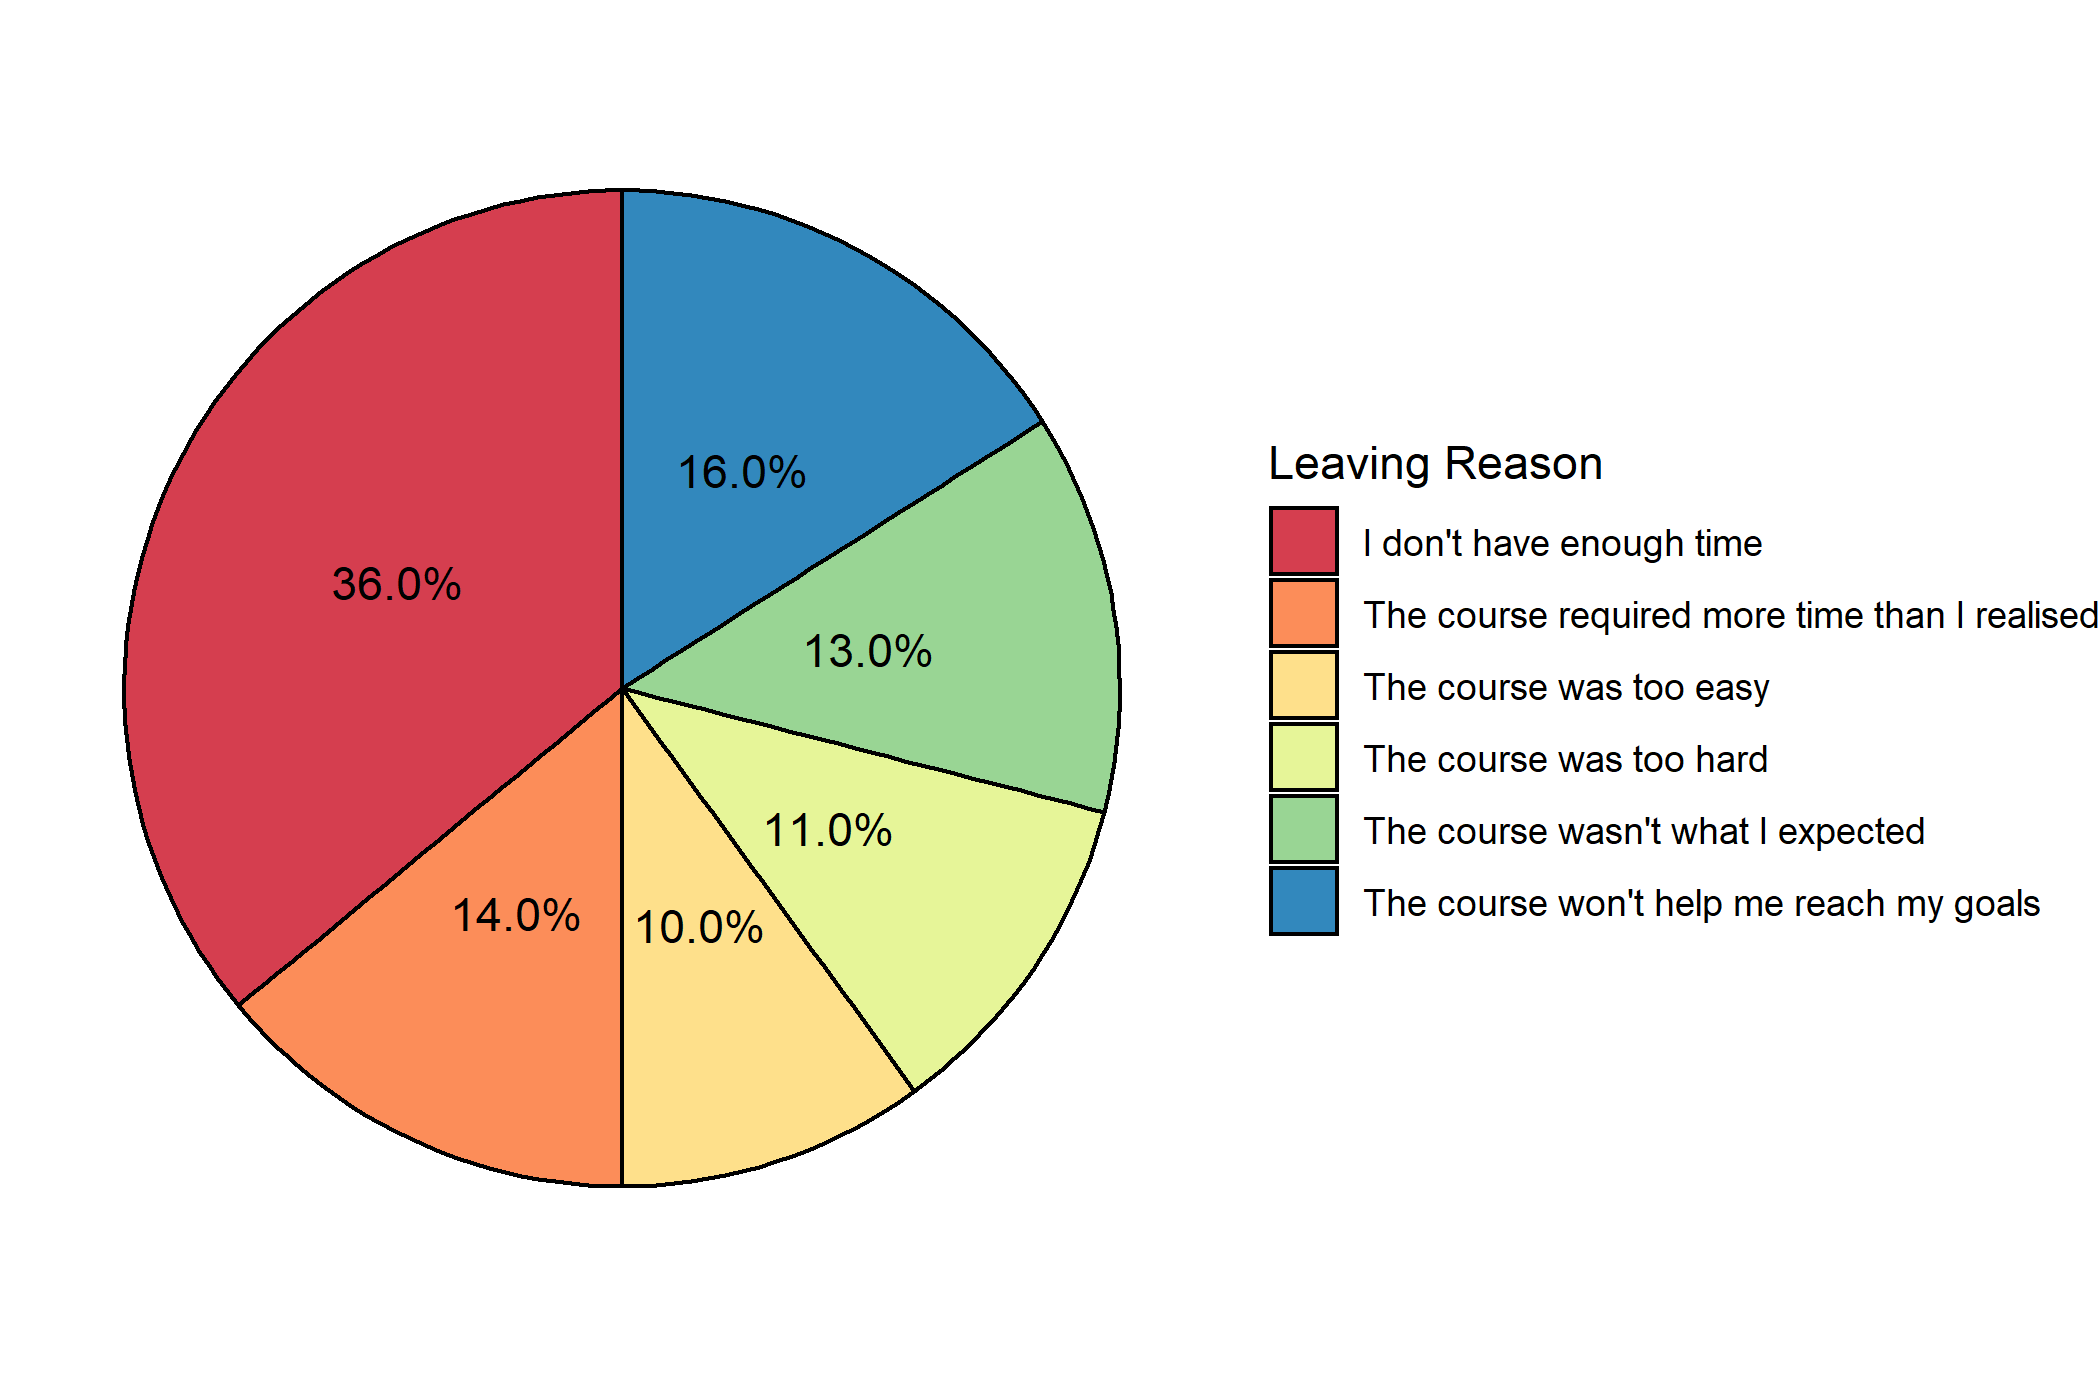 16.0%
36.0%
13.0%
11.0%
14.0%
10.0%
Leaving Reason
I don't have enough time
The course required more time than I realised
The course was too easy
The course was too hard
The course wasn't what I expected
The course won't help me reach my goals